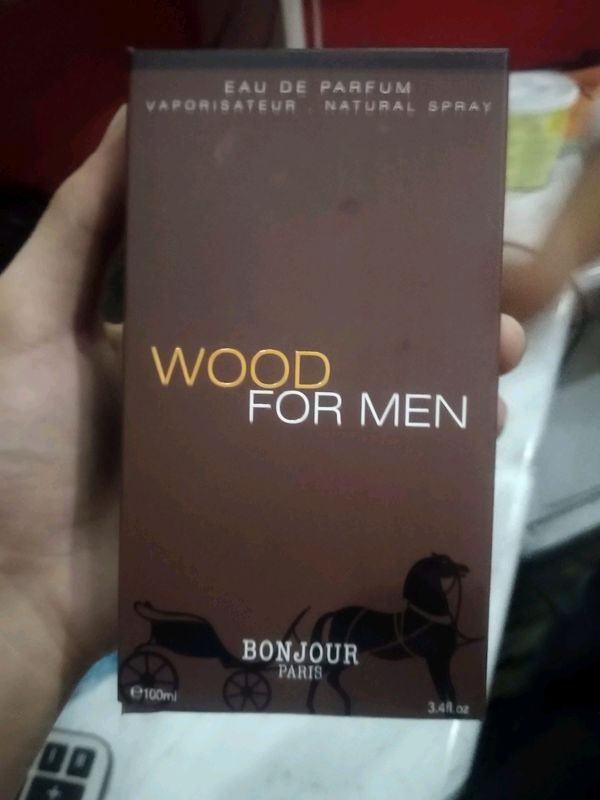 EAU DE PARFUM
VAPORISATEUR . NATURAL SPRAY
WOOD
FOR MEN
BONJOUR
PARIS
℮100ml
3.4fl.oz